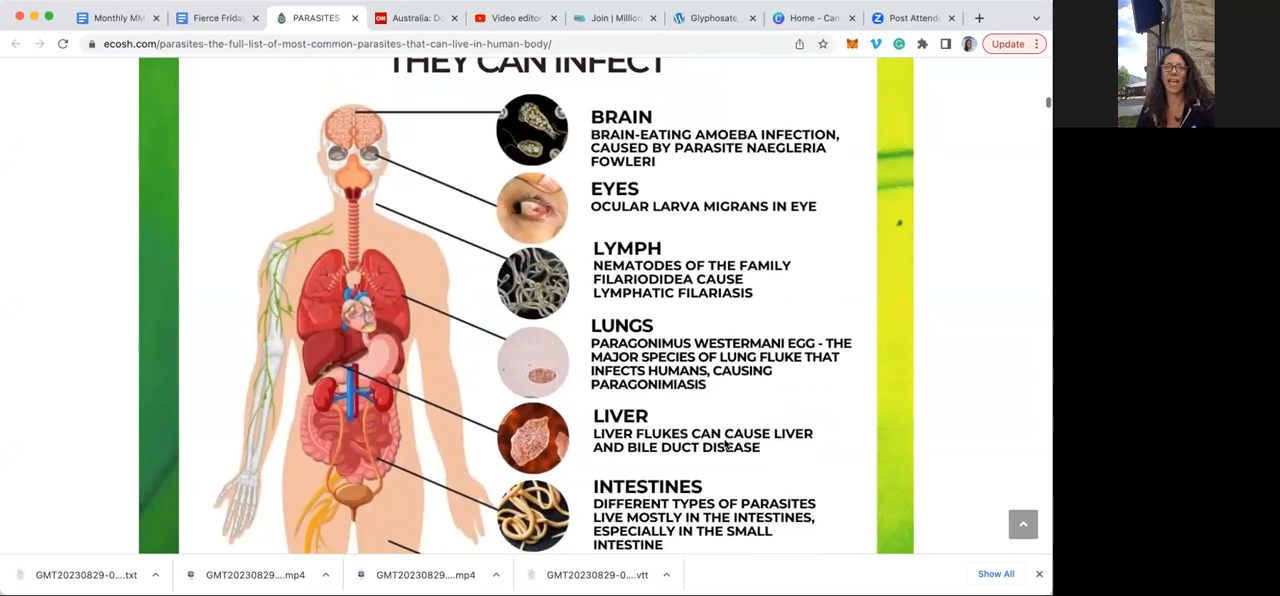 Monthly MM
Fierce Friday
PARASITES
Australia: Do
Video editor
Join | Million
Glyphosate
Home - Can
Post Attend
ecosh.com/parasites-the-full-list-of-most-common-parasites-that-can-live-in-human-body/
Update
THEY CAN INFECT
BRAIN
BRAIN-EATING AMOEBA INFECTION,
CAUSED BY PARASITE NAEGLERIA
FOWLERI
EYES
OCULAR LARVA MIGRANS IN EYE
LYMPH
NEMATODES OF THE FAMILY
FILARIODIDEA CAUSE
LYMPHATIC FILARIASIS
LUNGS
PARAGONIMUS WESTERMANI EGG - THE
MAJOR SPECIES OF LUNG FLUKE THAT
INFECTS HUMANS, CAUSING
PARAGONIMIASIS
LIVER
LIVER FLUKES CAN CAUSE LIVER
AND BILE DUCT DISEASE
INTESTINES
DIFFERENT TYPES OF PARASITES
LIVE MOSTLY IN THE INTESTINES,
ESPECIALLY IN THE SMALL
INTESTINE
GMT20230829-0....txt
GMT20230829....mp4
GMT20230829....mp4
GMT20230829-0....vtt
Show All